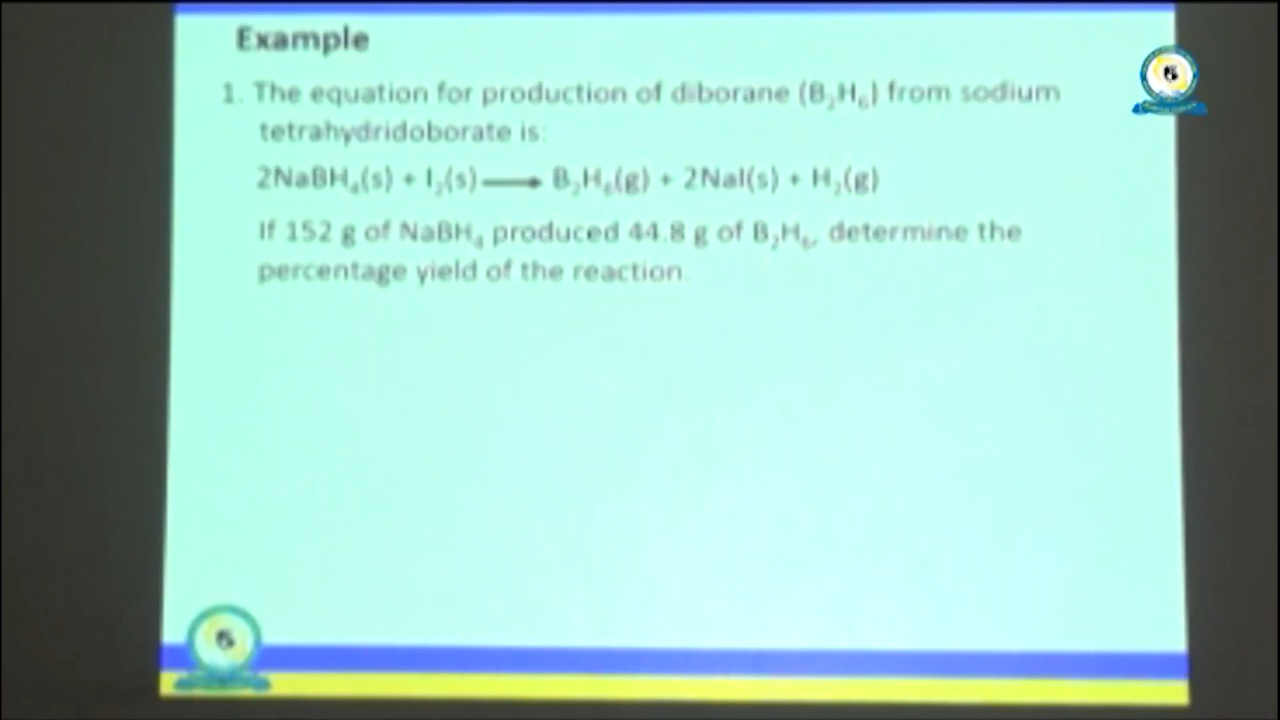 Example
1. The equation for production of diborane (B₂H₆) from sodium
tetrahydridoborate is:
2NaBH₄(s) + I₂(s) ⟶ B₂H₆(g) + 2NaI(s) + H₂(g)
If 152 g of NaBH₄ produced 44.8 g of B₂H₆, determine the
percentage yield of the reaction.